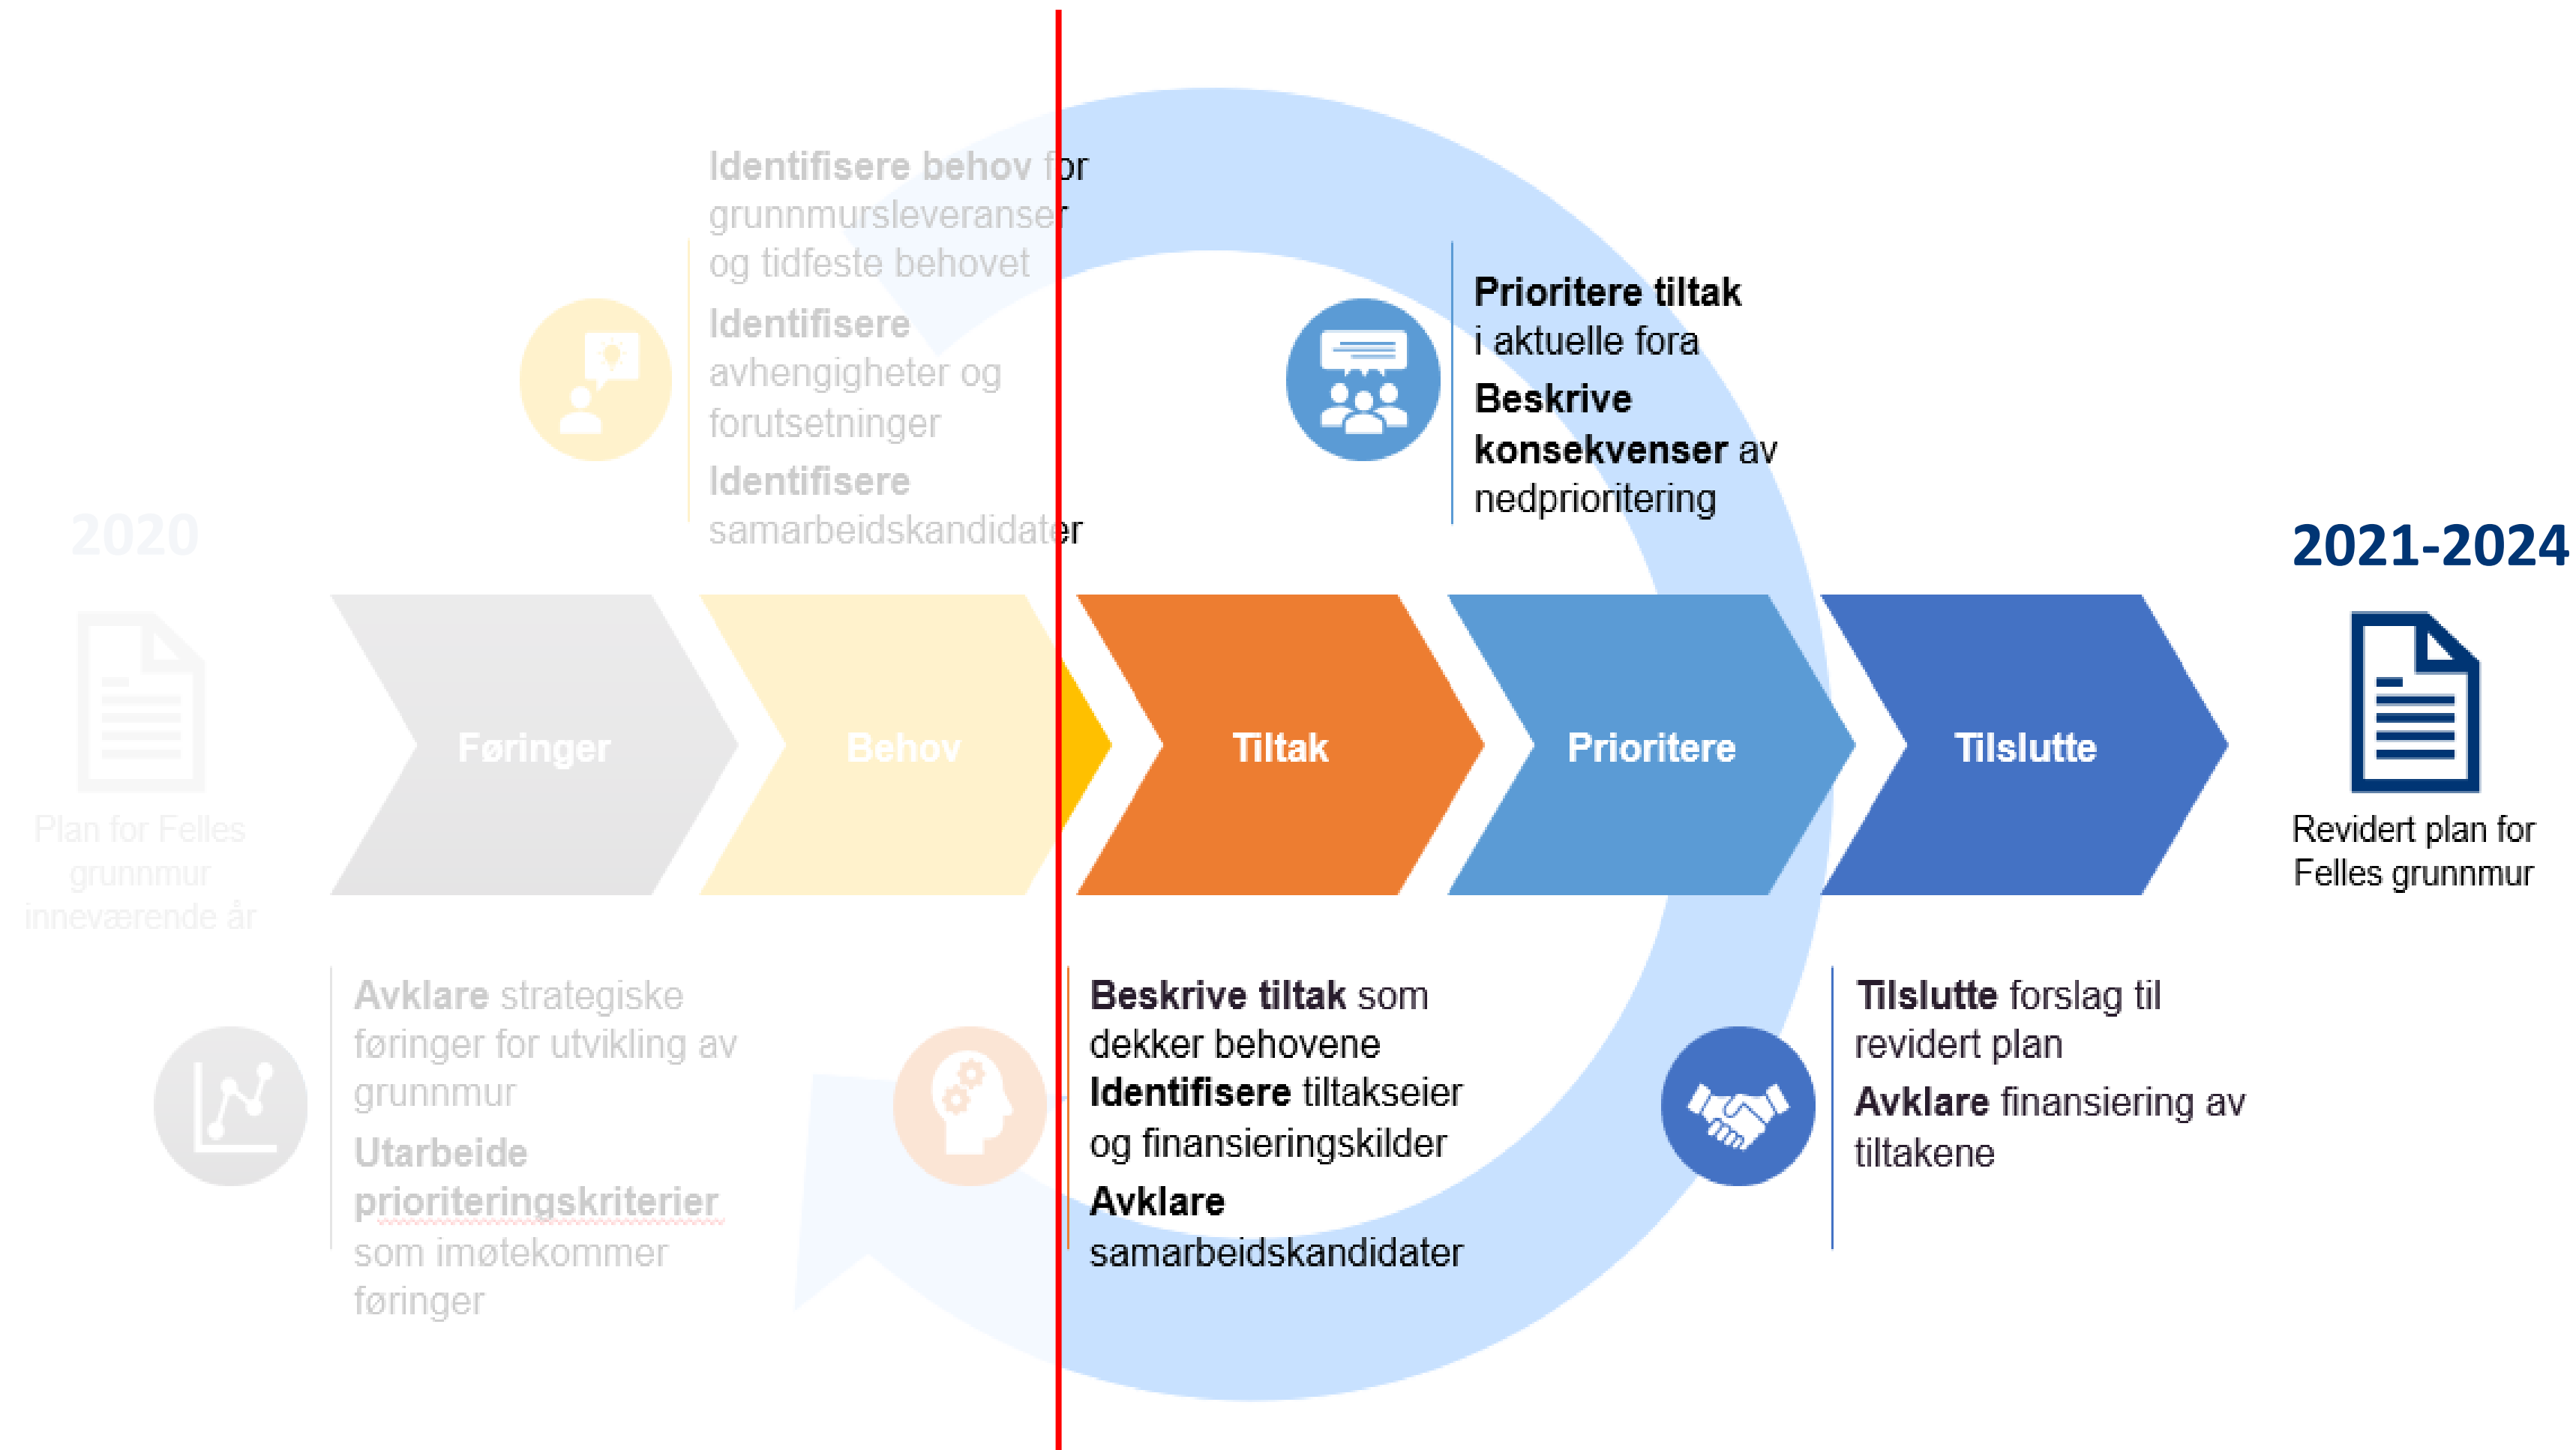 Identifisere behov for
grunnmursleveranser
og tidfeste behovet
Identifisere
avhengigheter og
forutsetninger
Identifisere
samarbeidskandidater
Prioritere tiltak
i aktuelle fora
Beskrive
konsekvenser av
nedprioritering
2020
Plan for Felles
grunnmur
inneværende år
Føringer
Behov
Tiltak
Prioritere
Tilslutte
2021-2024
Revidert plan for
Felles grunnmur
Avklare strategiske
føringer for utvikling av
grunnmur
Utarbeide
prioriteringskriterier
som imøtekommer
føringer
Beskrive tiltak som
dekker behovene
Identifisere tiltakseier
og finansieringskilder
Avklare
samarbeidskandidater
Tilslutte forslag til
revidert plan
Avklare finansiering av
tiltakene